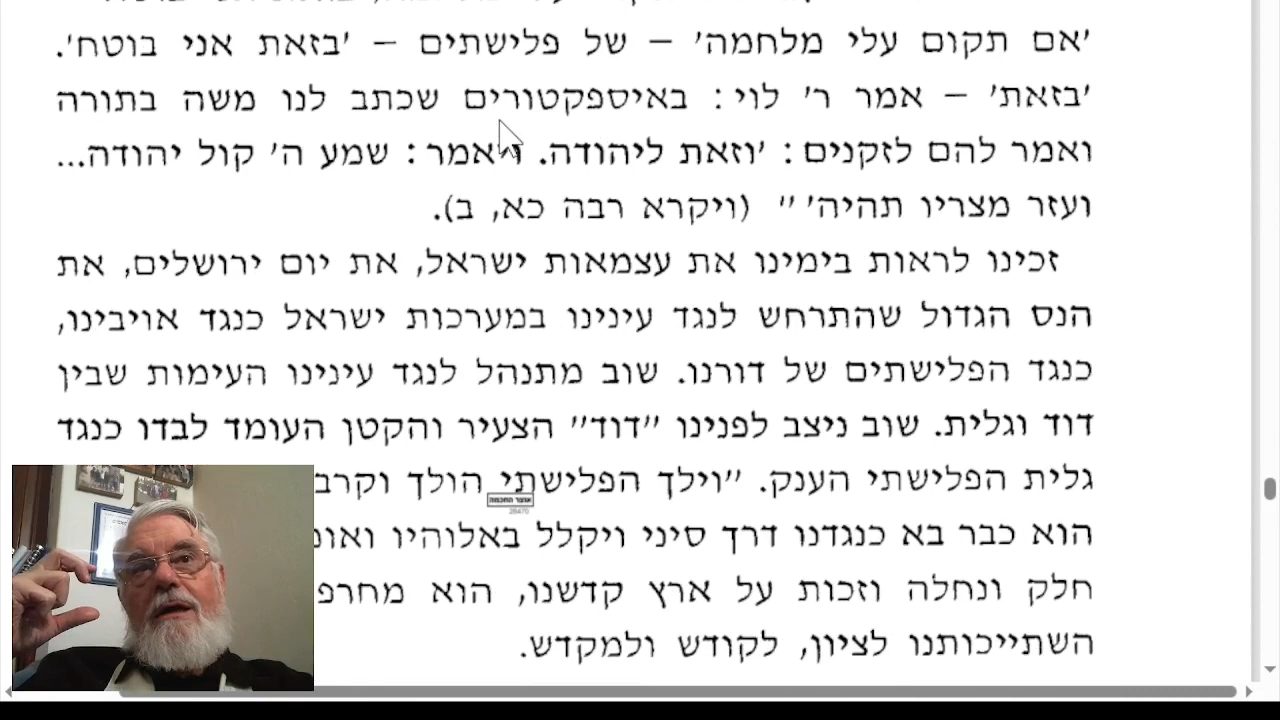 'אם תקום עלי מלחמה' – של פלישתים – 'בזאת אני בוטח'.
'בזאת' – אמר ר' לוי: באיספקטורים שכתב לנו משה בתורה
ואמר להם לזקנים: 'וזאת ליהודה. ויאמר: שמע ה' קול יהודה...
ועזר מצריו תהיה'" (ויקרא רבה כא, ב).
זכינו לראות בימינו את עצמאות ישראל, את יום ירושלים, את
הנס הגדול שהתרחש לנגד עינינו במערכות ישראל כנגד אויבינו,
כנגד הפלישתים של דורנו. שוב מתנהל לנגד עינינו העימות שבין
דוד וגלית. שוב ניצב לפנינו "דוד" הצעיר והקטן העומד לבדו כנגד
גלית הפלישתי הענק. "וילך הפלישתי הולך וקרב
אוצר החכמה
הוא כבר בא כנגדנו דרך סיני ויקלל באלוהיו
חלק ונחלה וזכות על ארץ קדשנו, הוא
השתייכותנו לציון, לקודש ולמקדש.